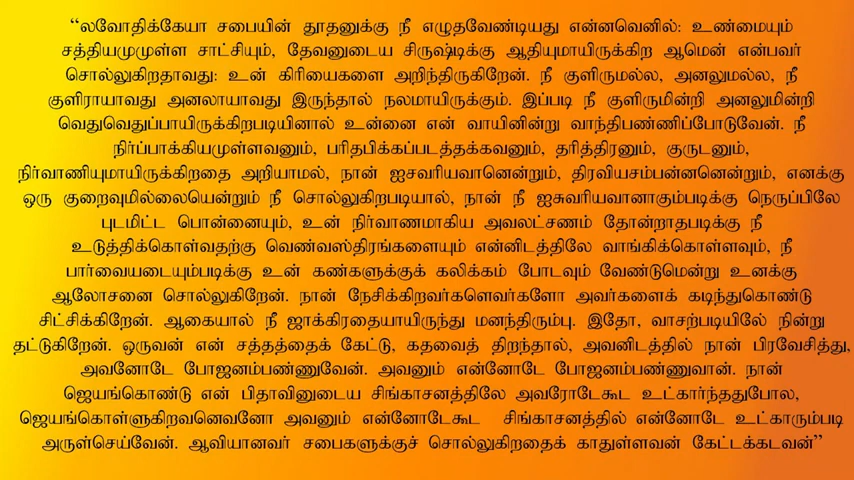 “லவோதிக்கேயா சபையின் தூதனுக்கு நீ எழுதவேண்டியது என்னவெனில்: உண்மையும்
சத்தியமுமுள்ள சாட்சியும், தேவனுடைய சிருஷ்டிக்கு ஆதியுமாயிருக்கிற ஆமென் என்பவர்
சொல்லுகிறதாவது: உன் கிரியைகளை அறிந்திருகிறேன். நீ குளிருமல்ல, அனலுமல்ல, நீ
குளிராயாவது அனலாயாவது இருந்தால் நலமாயிருக்கும். இப்படி நீ குளிருமின்றி அனலுமின்றி
வெதுவெதுப்பாயிருக்கிறபடியினால் உன்னை என் வாயினின்று வாந்திபண்ணிப்போடுவேன். நீ
நிர்ப்பாக்கியமுள்ளவனும், பரிதபிக்கப்படத்தக்கவனும், தரித்திரனும், குருடனும்,
நிர்வாணியுமாயிருக்கிறதை அறியாமல், நான் ஐசவரியவானென்றும், திரவியசம்பன்னனென்றும், எனக்கு
ஒரு குறைவுமில்லையென்றும் நீ சொல்லுகிறபடியால், நான் நீ ஐசுவரியவானாகும்படிக்கு நெருப்பிலே
புடமிட்ட பொன்னையும், உன் நிர்வாணமாகிய அவலட்சணம் தோன்றாதபடிக்கு நீ
உடுத்திக்கொள்வதற்கு வெண்வஸ்திரங்களையும் என்னிடத்திலே வாங்கிக்கொள்ளவும், நீ
பார்வையடையும்படிக்கு உன் கண்களுக்குக் கலிக்கம் போடவும் வேண்டுமென்று உனக்கு
ஆலோசனை சொல்லுகிறேன். நான் நேசிக்கிறவர்களெவர்களோ அவர்களைக் கடிந்துகொண்டு
சிட்சிக்கிறேன். ஆகையால் நீ ஜாக்கிரதையாயிருந்து மனந்திரும்பு. இதோ, வாசற்படியிலே் நின்று
தட்டுகிறேன். ஒருவன் என் சத்தத்தைக் கேட்டு, கதவைத் திறந்தால், அவனிடத்தில் நான் பிரவேசித்து,
அவனோடே போஜனம்பண்ணுவேன். அவனும் என்னோடே போஜனம்பண்ணுவான். நான்
ஜெயங்கொண்டு என் பிதாவினுடைய சிங்காசனத்திலே அவரோடேகூட உட்கார்ந்ததுபோல,
ஜெயங்கொள்ளுகிறவனெவனோ அவனும் என்னோடேகூட சிங்காசனத்தில் என்னோடே உட்காரும்படி
அருள்செய்வேன். ஆவியானவர் சபைகளுக்குச் சொல்லுகிறதைக் காதுள்ளவன் கேட்டக்கடவன்”